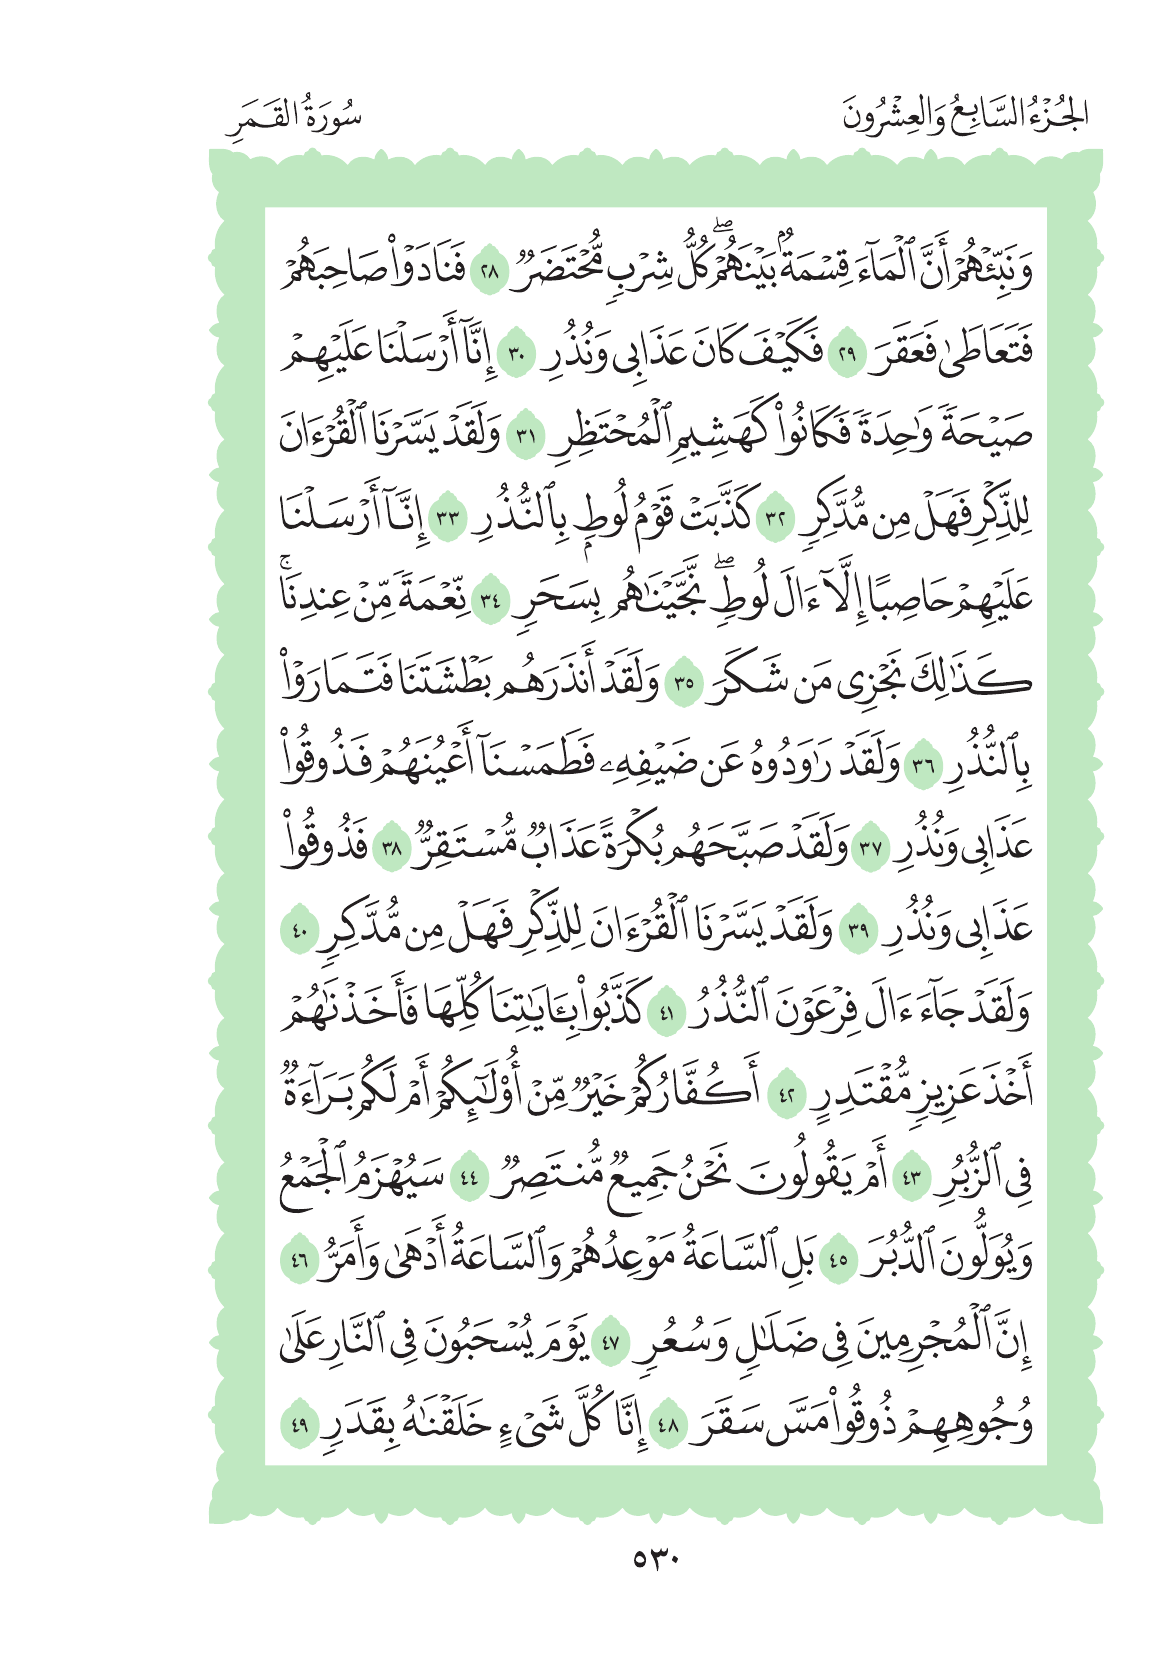 الجُزْءُ السَّابِعُ وَالعِشْرُونَ
سُورَةُ القَمَرِ
وَنَبِّئْهُمْ أَنَّ ٱلْمَآءَ قِسْمَةٌۢ بَيْنَهُمْۖ كُلُّ شِرْبٍ مُّحْتَضَرٌ ٢٨ فَنَادَوْا۟ صَاحِبَهُمْ
فَتَعَاطَىٰ فَعَقَرَ ٢٩ فَكَيْفَ كَانَ عَذَابِى وَنُذُرِ ٣٠ إِنَّآ أَرْسَلْنَا عَلَيْهِمْ
صَيْحَةً وَٰحِدَةً فَكَانُوا۟ كَهَشِيمِ ٱلْمُحْتَظِرِ ٣١ وَلَقَدْ يَسَّرْنَا ٱلْقُرْءَانَ
لِلذِّكْرِ فَهَلْ مِن مُّدَّكِرٍ ٣٢ كَذَّبَتْ قَوْمُ لُوطٍۭ بِٱلنُّذُرِ ٣٣ إِنَّآ أَرْسَلْنَا
عَلَيْهِمْ حَاصِبًا إِلَّآ ءَالَ لُوطٍۖ نَّجَّيْنَٰهُم بِسَحَرٍ ٣٤ نِّعْمَةً مِّنْ عِندِنَاۚ
كَذَٰلِكَ نَجْزِى مَن شَكَرَ ٣٥ وَلَقَدْ أَنذَرَهُم بَطْشَتَنَا فَتَمَارَوْا۟
بِٱلنُّذُرِ ٣٦ وَلَقَدْ رَٰوَدُوهُ عَن ضَيْفِهِۦ فَطَمَسْنَآ أَعْيُنَهُمْ فَذُوقُوا۟
عَذَابِى وَنُذُرِ ٣٧ وَلَقَدْ صَبَّحَهُم بُكْرَةً عَذَابٌ مُّسْتَقِرٌّ ٣٨ فَذُوقُوا۟
عَذَابِى وَنُذُرِ ٣٩ وَلَقَدْ يَسَّرْنَا ٱلْقُرْءَانَ لِلذِّكْرِ فَهَلْ مِن مُّدَّكِرٍ ٤٠
وَلَقَدْ جَآءَ ءَالَ فِرْعَوْنَ ٱلنُّذُرُ ٤١ كَذَّبُوا۟ بِـَٔايَٰتِنَا كُلِّهَا فَأَخَذْنَٰهُمْ
أَخْذَ عَزِيزٍ مُّقْتَدِرٍ ٤٢ أَكُفَّارُكُمْ خَيْرٌ مِّنْ أُو۟لَٰٓئِكُمْ أَمْ لَكُم بَرَآءَةٌ
فِى ٱلزُّبُرِ ٤٣ أَمْ يَقُولُونَ نَحْنُ جَمِيعٌ مُّنتَصِرٌ ٤٤ سَيُهْزَمُ ٱلْجَمْعُ
وَيُوَلُّونَ ٱلدُّبُرَ ٤٥ بَلِ ٱلسَّاعَةُ مَوْعِدُهُمْ وَٱلسَّاعَةُ أَدْهَىٰ وَأَمَرُّ ٤٦
إِنَّ ٱلْمُجْرِمِينَ فِى ضَلَٰلٍ وَسُعُرٍ ٤٧ يَوْمَ يُسْحَبُونَ فِى ٱلنَّارِ عَلَىٰ
وُجُوهِهِمْ ذُوقُوا۟ مَسَّ سَقَرَ ٤٨ إِنَّا كُلَّ شَىْءٍ خَلَقْنَٰهُ بِقَدَرٍ ٤٩
٥٣٠